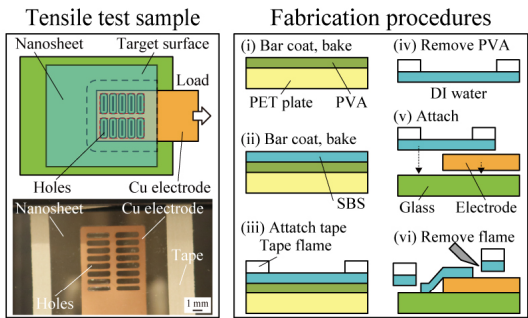 Tensile test sample
Nanosheet
Target surface
Load
Holes
Cu electrode
Nanosheet
Cu electrode
Tape
Holes
1 mm
Fabrication procedures
(i) Bar coat, bake
PET plate
PVA
(ii) Bar coat, bake
SBS
(iii) Attatch tape
Tape flame
(iv) Remove PVA
DI water
(v) Attach
Glass
Electrode
(vi) Remove flame